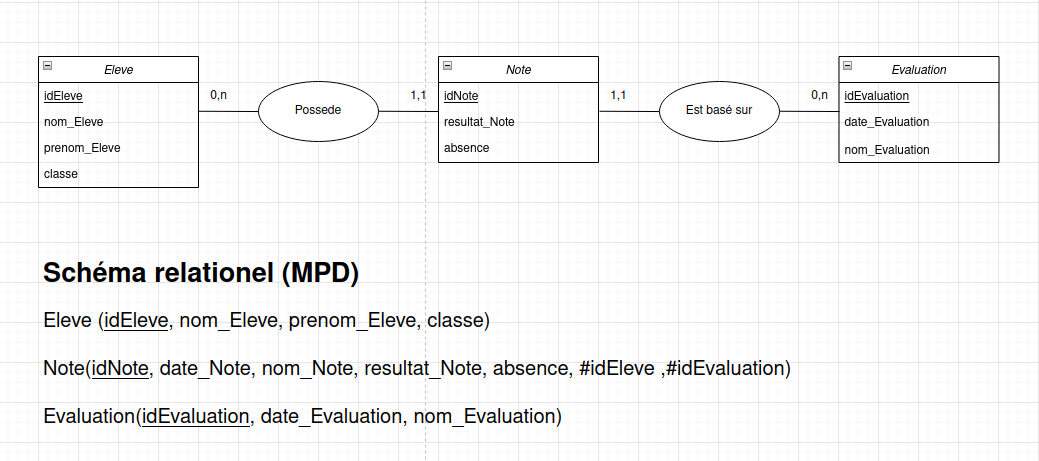 Eleve
idEleve
nom_Eleve
prenom_Eleve
classe
0,n
Possede
1,1
Note
idNote
resultat_Note
absence
1,1
Est basé sur
0,n
Evaluation
idEvaluation
date_Evaluation
nom_Evaluation
Schéma relationel (MPD)
Eleve (idEleve, nom_Eleve, prenom_Eleve, classe)
Note(idNote, date_Note, nom_Note, resultat_Note, absence, #idEleve ,#idEvaluation)
Evaluation(idEvaluation, date_Evaluation, nom_Evaluation)